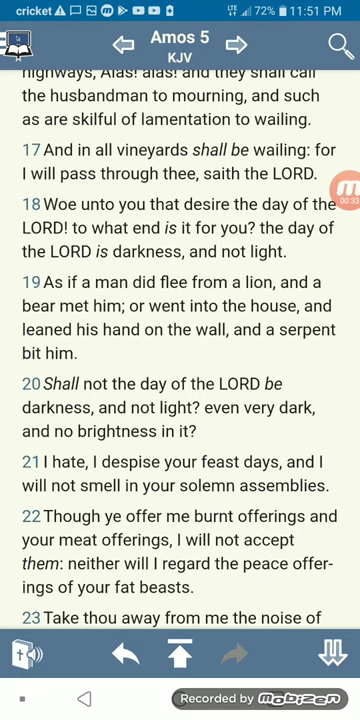 cricket
LTE 72% 11:51 PM
Amos 5
KJV
highways, Alas! alas! and they shall call
the husbandman to mourning, and such
as are skilful of lamentation to wailing.
17 And in all vineyards shall be wailing: for
I will pass through thee, saith the LORD.
18 Woe unto you that desire the day of the
LORD! to what end is it for you? the day of
the LORD is darkness, and not light.
00:33
19 As if a man did flee from a lion, and a
bear met him; or went into the house, and
leaned his hand on the wall, and a serpent
bit him.
20 Shall not the day of the LORD be
darkness, and not light? even very dark,
and no brightness in it?
21 I hate, I despise your feast days, and I
will not smell in your solemn assemblies.
22 Though ye offer me burnt offerings and
your meat offerings, I will not accept
them: neither will I regard the peace offer-
ings of your fat beasts.
23 Take thou away from me the noise of
Recorded by mobizen